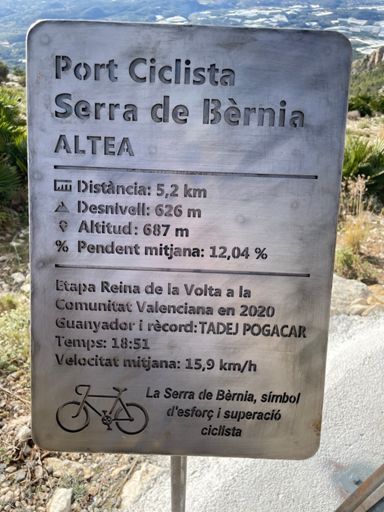 Port Ciclista
Serra de Bèrnia
ALTEA
Distància: 5,2 km
Desnivell: 626 m
Altitud: 687 m
% Pendent mitjana: 12,04 %
Etapa Reina de la Volta a la
Comunitat Valenciana en 2020
Guanyador i rècord: TADEJ POGACAR
Temps: 18:51
Velocitat mitjana: 15,9 km/h
La Serra de Bèrnia, símbol
d'esforç i superació
ciclista